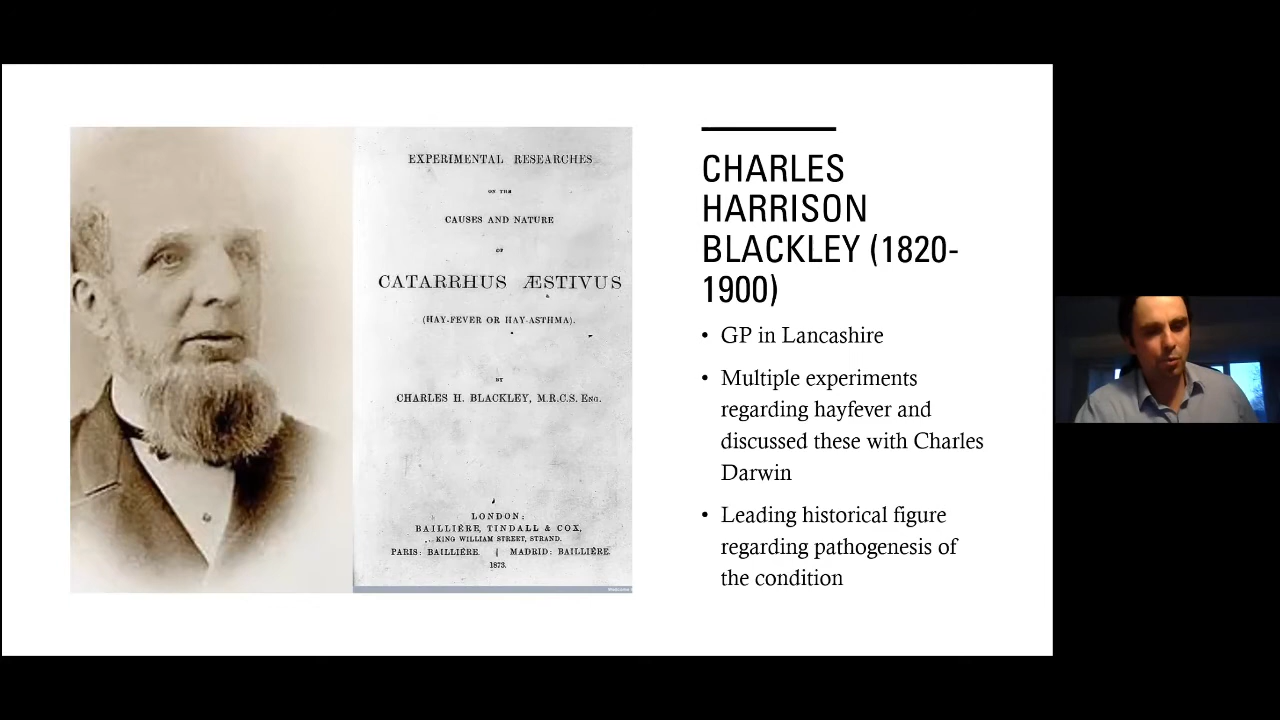 EXPERIMENTAL RESEARCHES
ON THE
CAUSES AND NATURE
OF
CATARRHUS ÆSTIVUS
(HAY-FEVER OR HAY-ASTHMA).
BY
CHARLES H. BLACKLEY, M.R.C.S. Eng.
LONDON:
BAILLIÈRE, TINDALL & COX,
KING WILLIAM STREET, STRAND.
PARIS: BAILLIÈRE. | MADRID: BAILLIÈRE.
1873.
CHARLES
HARRISON
BLACKLEY (1820-
1900)
• GP in Lancashire
• Multiple experiments
regarding hayfever and
discussed these with Charles
Darwin
• Leading historical figure
regarding pathogenesis of
the condition